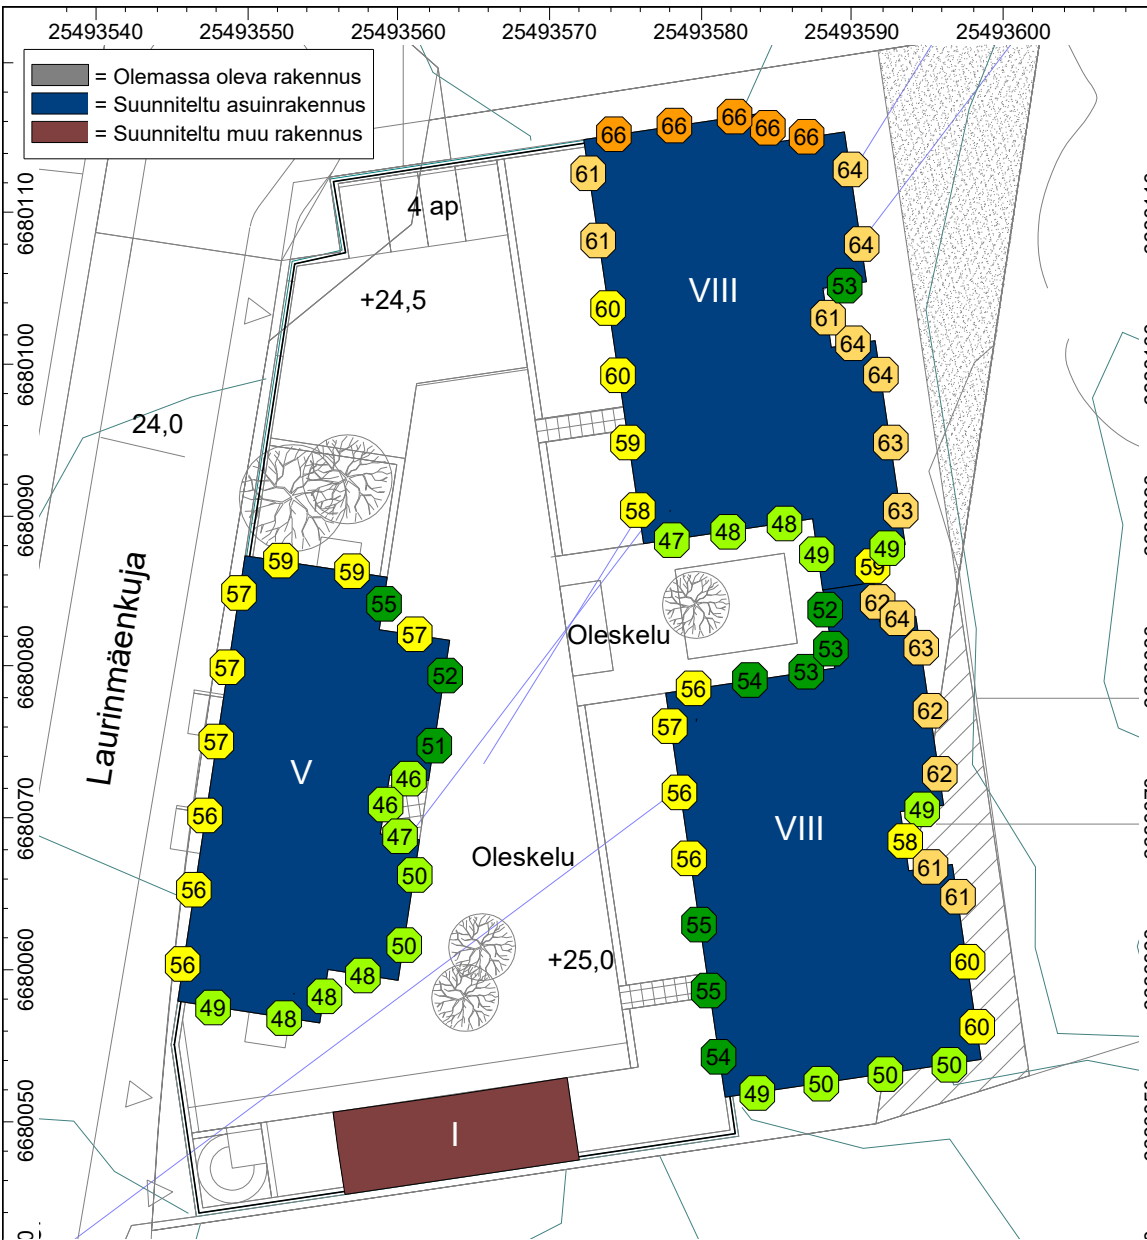 25493540 25493550 25493560 25493570 25493580 25493590 25493600
= Olemassa oleva rakennus
= Suunniteltu asuinrakennus
= Suunniteltu muu rakennus
66 66 66 66 66
61 64
6680110
4 ap
61 64
53
+24,5
VIII
60 61
64
6680100
60 64
24,0
59 63
6680090
58 63
47 48 48 49 49
59
59 59
57 55
52 62
64
57
Oleskelu
53 63
6680080
57 52
56 54 53
57 62
57 51
V
46 62
56
46 49
6680070
56 47
VIII
58
Oleskelu
56 61
50
56 61
55
Laurinmäenkuja
50
6680060
56 48
+25,0
60
49 48 48
55
60
54
50
50
50
49
6680050
I